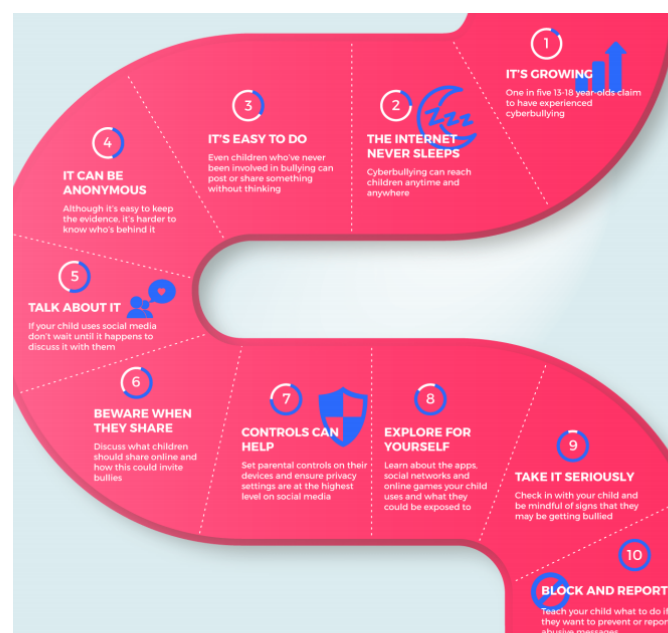 1
IT'S GROWING
One in five 13-18 year-olds claim
to have experienced
cyberbullying
2
THE INTERNET
NEVER SLEEPS
Cyberbullying can reach
children anytime and
anywhere
3
IT'S EASY TO DO
Even children who've never
been involved in bullying can
post or share something
without thinking
4
IT CAN BE
ANONYMOUS
Although it's easy to keep
the evidence, it's harder to
know who's behind it
5
TALK ABOUT IT
If your child uses social media
don't wait until it happens to
discuss it with them
6
BEWARE WHEN
THEY SHARE
Discuss what children
should share online and
how this could invite
bullies
7
CONTROLS CAN
HELP
Set parental controls on their
devices and ensure privacy
settings are at the highest
level on social media
8
EXPLORE FOR
YOURSELF
Learn about the apps,
social networks and
online games your child
uses and what they
could be exposed to
9
TAKE IT SERIOUSLY
Check in with your child and
be mindful of signs that they
may be getting bullied
10
BLOCK AND REPORT
Teach your child what to do if
they want to prevent or report
abusive messages
ZZZ